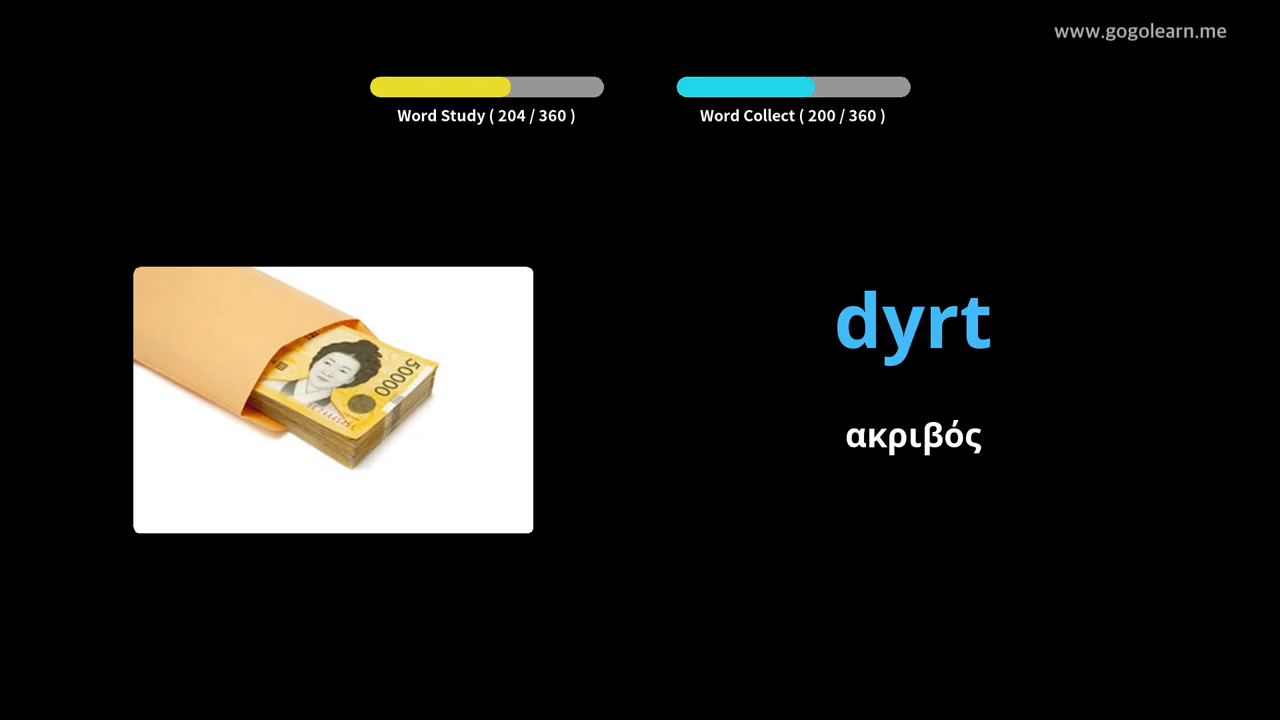 www.gogolearn.me
Word Study ( 204 / 360 )
Word Collect ( 200 / 360 )
50000
dyrt
ακριβός